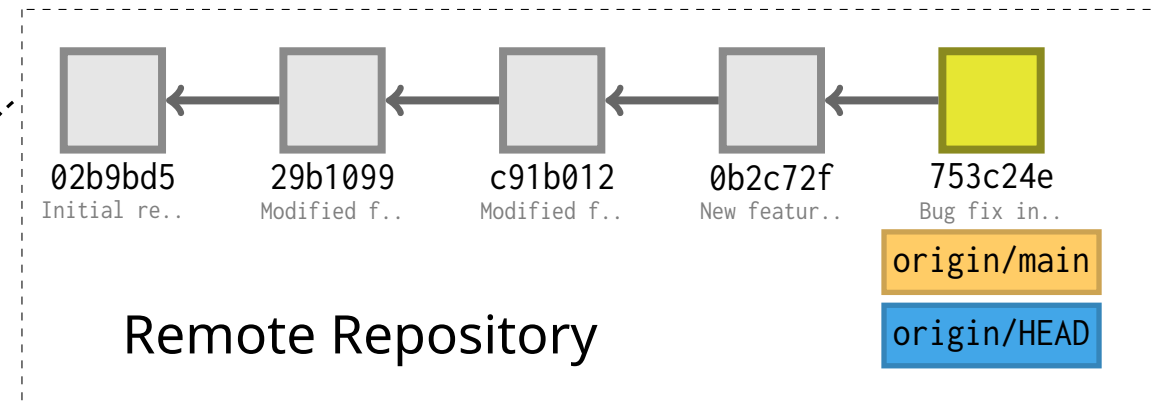 02b9bd5 29b1099 c91b012 0b2c72f 753c24e
Initial re.. Modified f.. Modified f.. New featur.. Bug fix in..
origin/main
Remote Repository
origin/HEAD